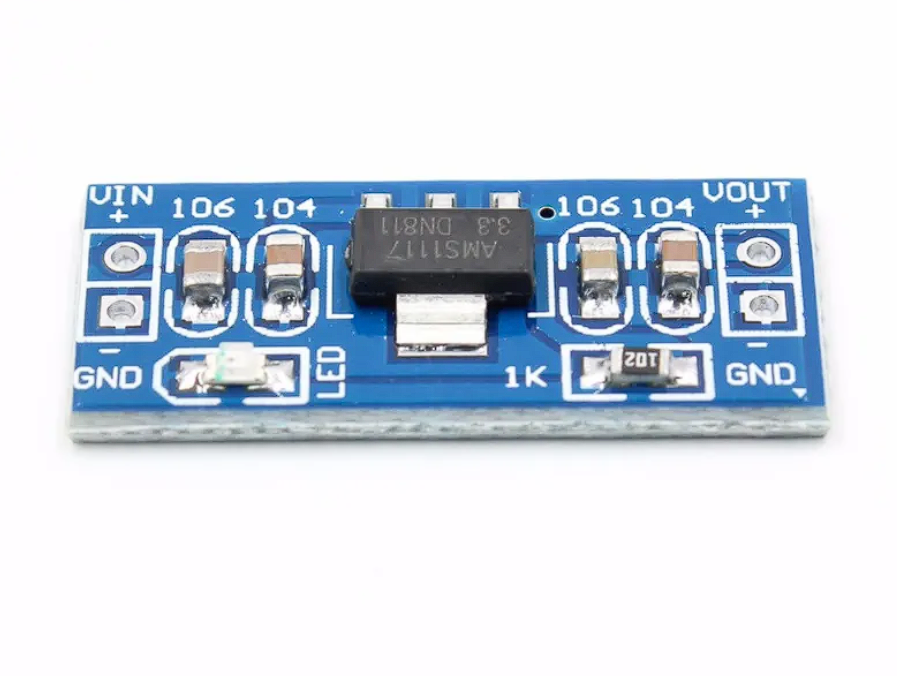 VIN
+
106 104
106 104
VOUT
+
AMS1117
3.3 DN811
-
GND
LED
1K
102
-
GND